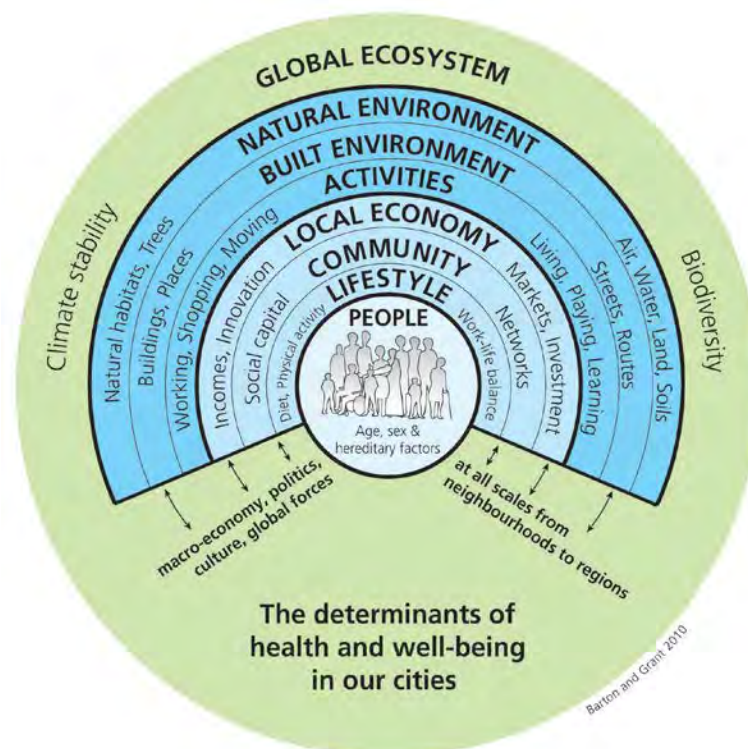 GLOBAL ECOSYSTEM
Climate stability
Biodiversity
NATURAL ENVIRONMENT
Natural habitats, Trees
Air, Water, Land, Soils
BUILT ENVIRONMENT
Buildings, Places
Streets, Routes
ACTIVITIES
Working, Shopping, Moving
Living, Playing, Learning
LOCAL ECONOMY
Incomes, Innovation
Markets, Investment
COMMUNITY
Social capital
Networks
LIFESTYLE
Diet, Physical activity
Work-life balance
PEOPLE
Age, sex &
hereditary factors
macro-economy, politics,
culture, global forces
at all scales from
neighbourhoods to regions
The determinants of
health and well-being
in our cities
Barton and Grant 2010